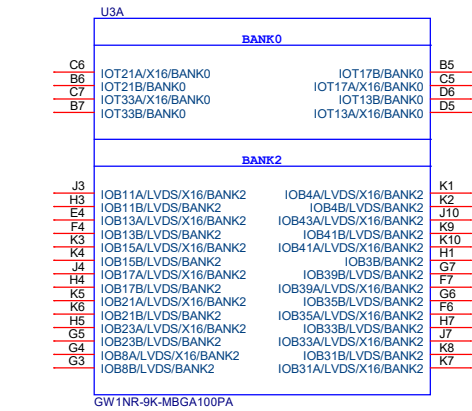 U3A
BANK0
C6 IOT21A/X16/BANK0 IOT17B/BANK0 B5
B6 IOT21B/BANK0 IOT17A/X16/BANK0 C5
C7 IOT33A/X16/BANK0 IOT13B/BANK0 D6
B7 IOT33B/BANK0 IOT13A/X16/BANK0 D5
BANK2
J3 IOB11A/LVDS/X16/BANK2 IOB4A/LVDS/X16/BANK2 K1
H3 IOB11B/LVDS/BANK2 IOB4B/LVDS/BANK2 K2
E4 IOB13A/LVDS/X16/BANK2 IOB43A/LVDS/X16/BANK2 J10
F4 IOB13B/LVDS/BANK2 IOB41B/LVDS/BANK2 K9
K3 IOB15A/LVDS/X16/BANK2 IOB41A/LVDS/X16/BANK2 K10
K4 IOB15B/LVDS/BANK2 IOB3B/BANK2 H1
J4 IOB17A/LVDS/X16/BANK2 IOB39B/LVDS/BANK2 G7
H4 IOB17B/LVDS/BANK2 IOB39A/LVDS/X16/BANK2 F7
K5 IOB21A/LVDS/X16/BANK2 IOB35B/LVDS/BANK2 G6
K6 IOB21B/LVDS/BANK2 IOB35A/LVDS/X16/BANK2 F6
H5 IOB23A/LVDS/X16/BANK2 IOB33B/LVDS/BANK2 H7
G5 IOB23B/LVDS/BANK2 IOB33A/LVDS/X16/BANK2 J7
G4 IOB8A/LVDS/X16/BANK2 IOB31B/LVDS/BANK2 K8
G3 IOB8B/LVDS/BANK2 IOB31A/LVDS/X16/BANK2 K7
GW1NR-9K-MBGA100PA